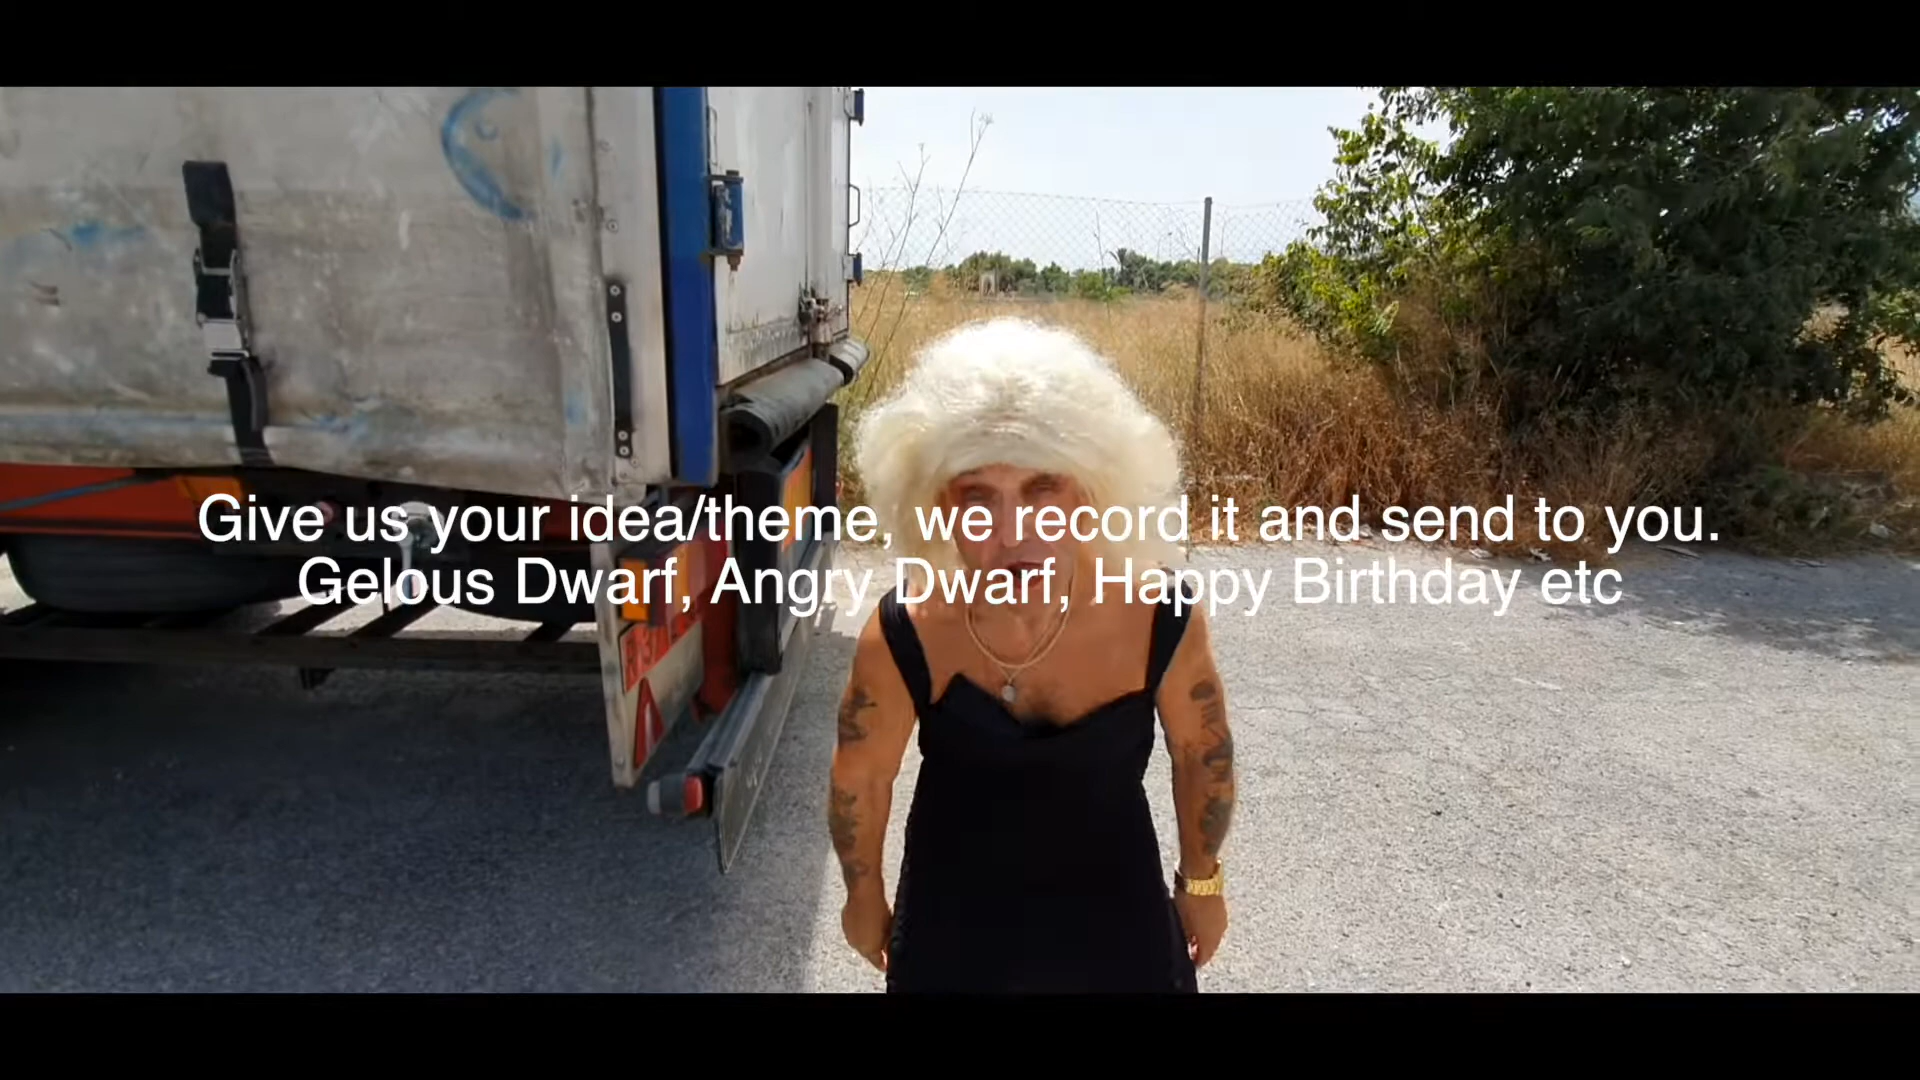 Give us your idea/theme, we record it and send to you.
Gelous Dwarf, Angry Dwarf, Happy Birthday etc